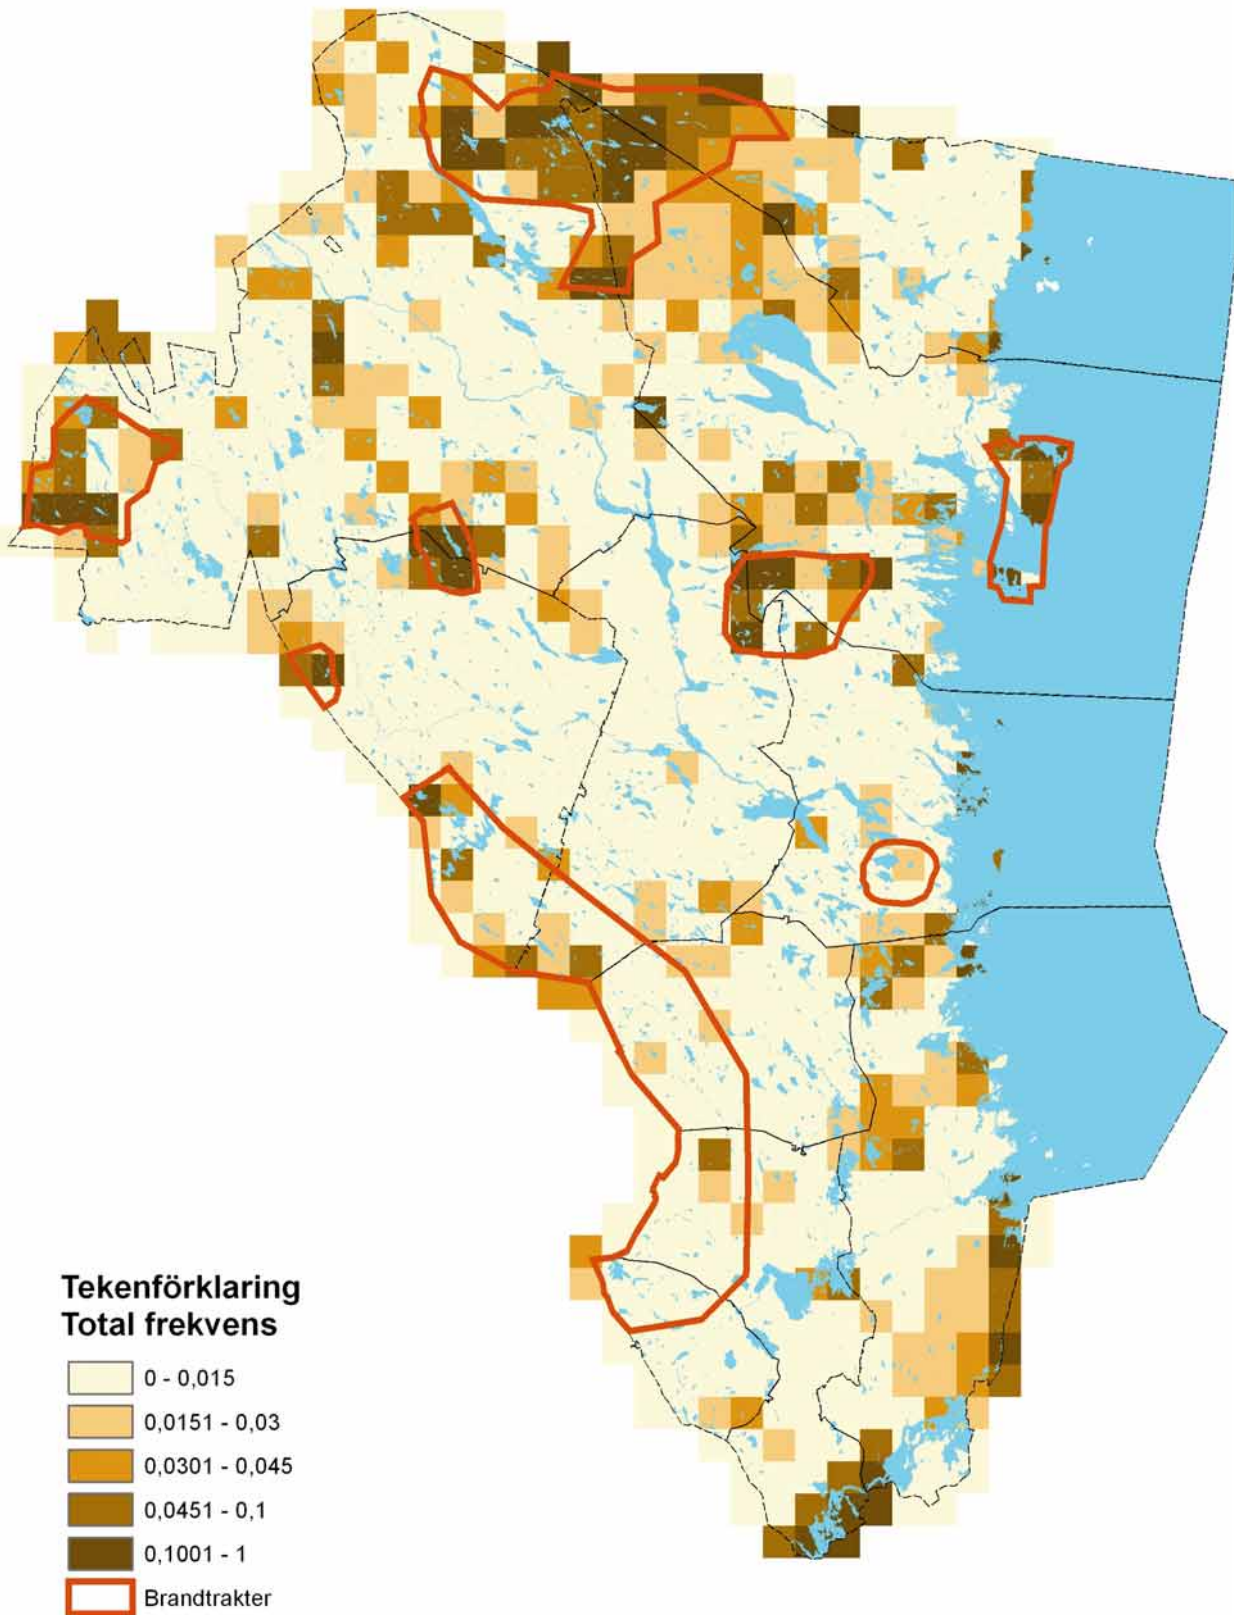 Tekenförklaring
Total frekvens
0 - 0,015
0,0151 - 0,03
0,0301 - 0,045
0,0451 - 0,1
0,1001 - 1
Brandtrakter